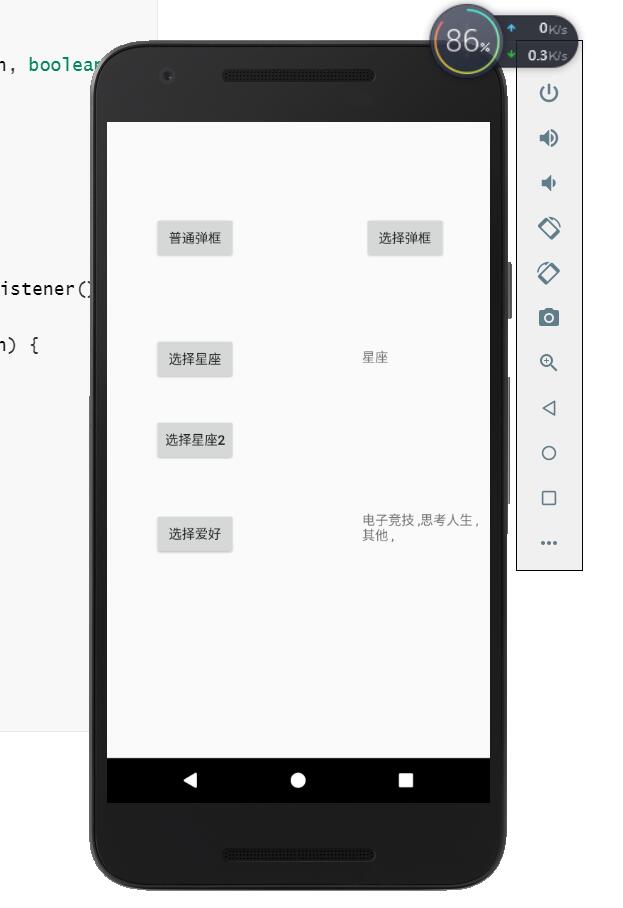 86%
0K/s
0.3K/s
, boolean
普通弹框
选择弹框
istener()
) {
选择星座
星座
选择星座2
选择爱好
电子竞技 ,思考人生 ,
其他 ,